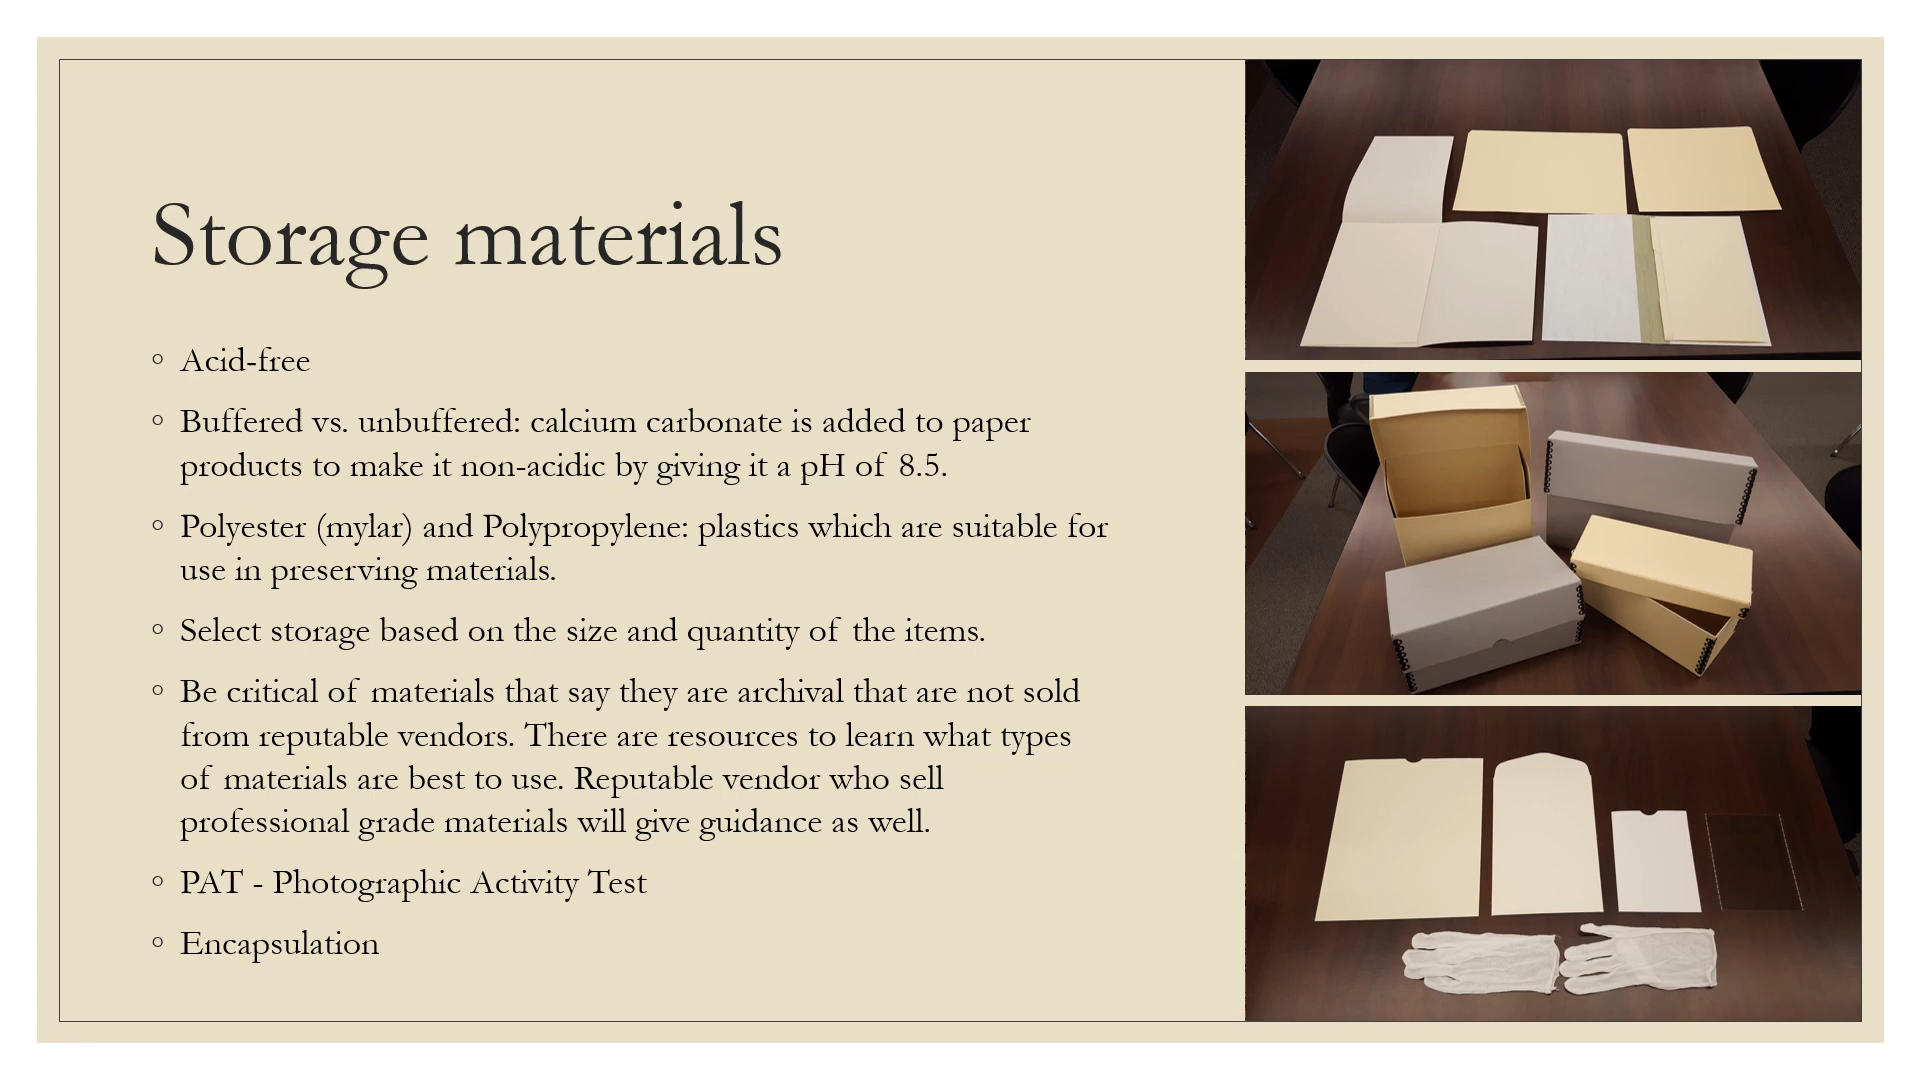 Storage materials
◦ Acid-free
◦ Buffered vs. unbuffered: calcium carbonate is added to paper
products to make it non-acidic by giving it a pH of 8.5.
◦ Polyester (mylar) and Polypropylene: plastics which are suitable for
use in preserving materials.
◦ Select storage based on the size and quantity of the items.
◦ Be critical of materials that say they are archival that are not sold
from reputable vendors. There are resources to learn what types
of materials are best to use. Reputable vendor who sell
professional grade materials will give guidance as well.
◦ PAT - Photographic Activity Test
◦ Encapsulation